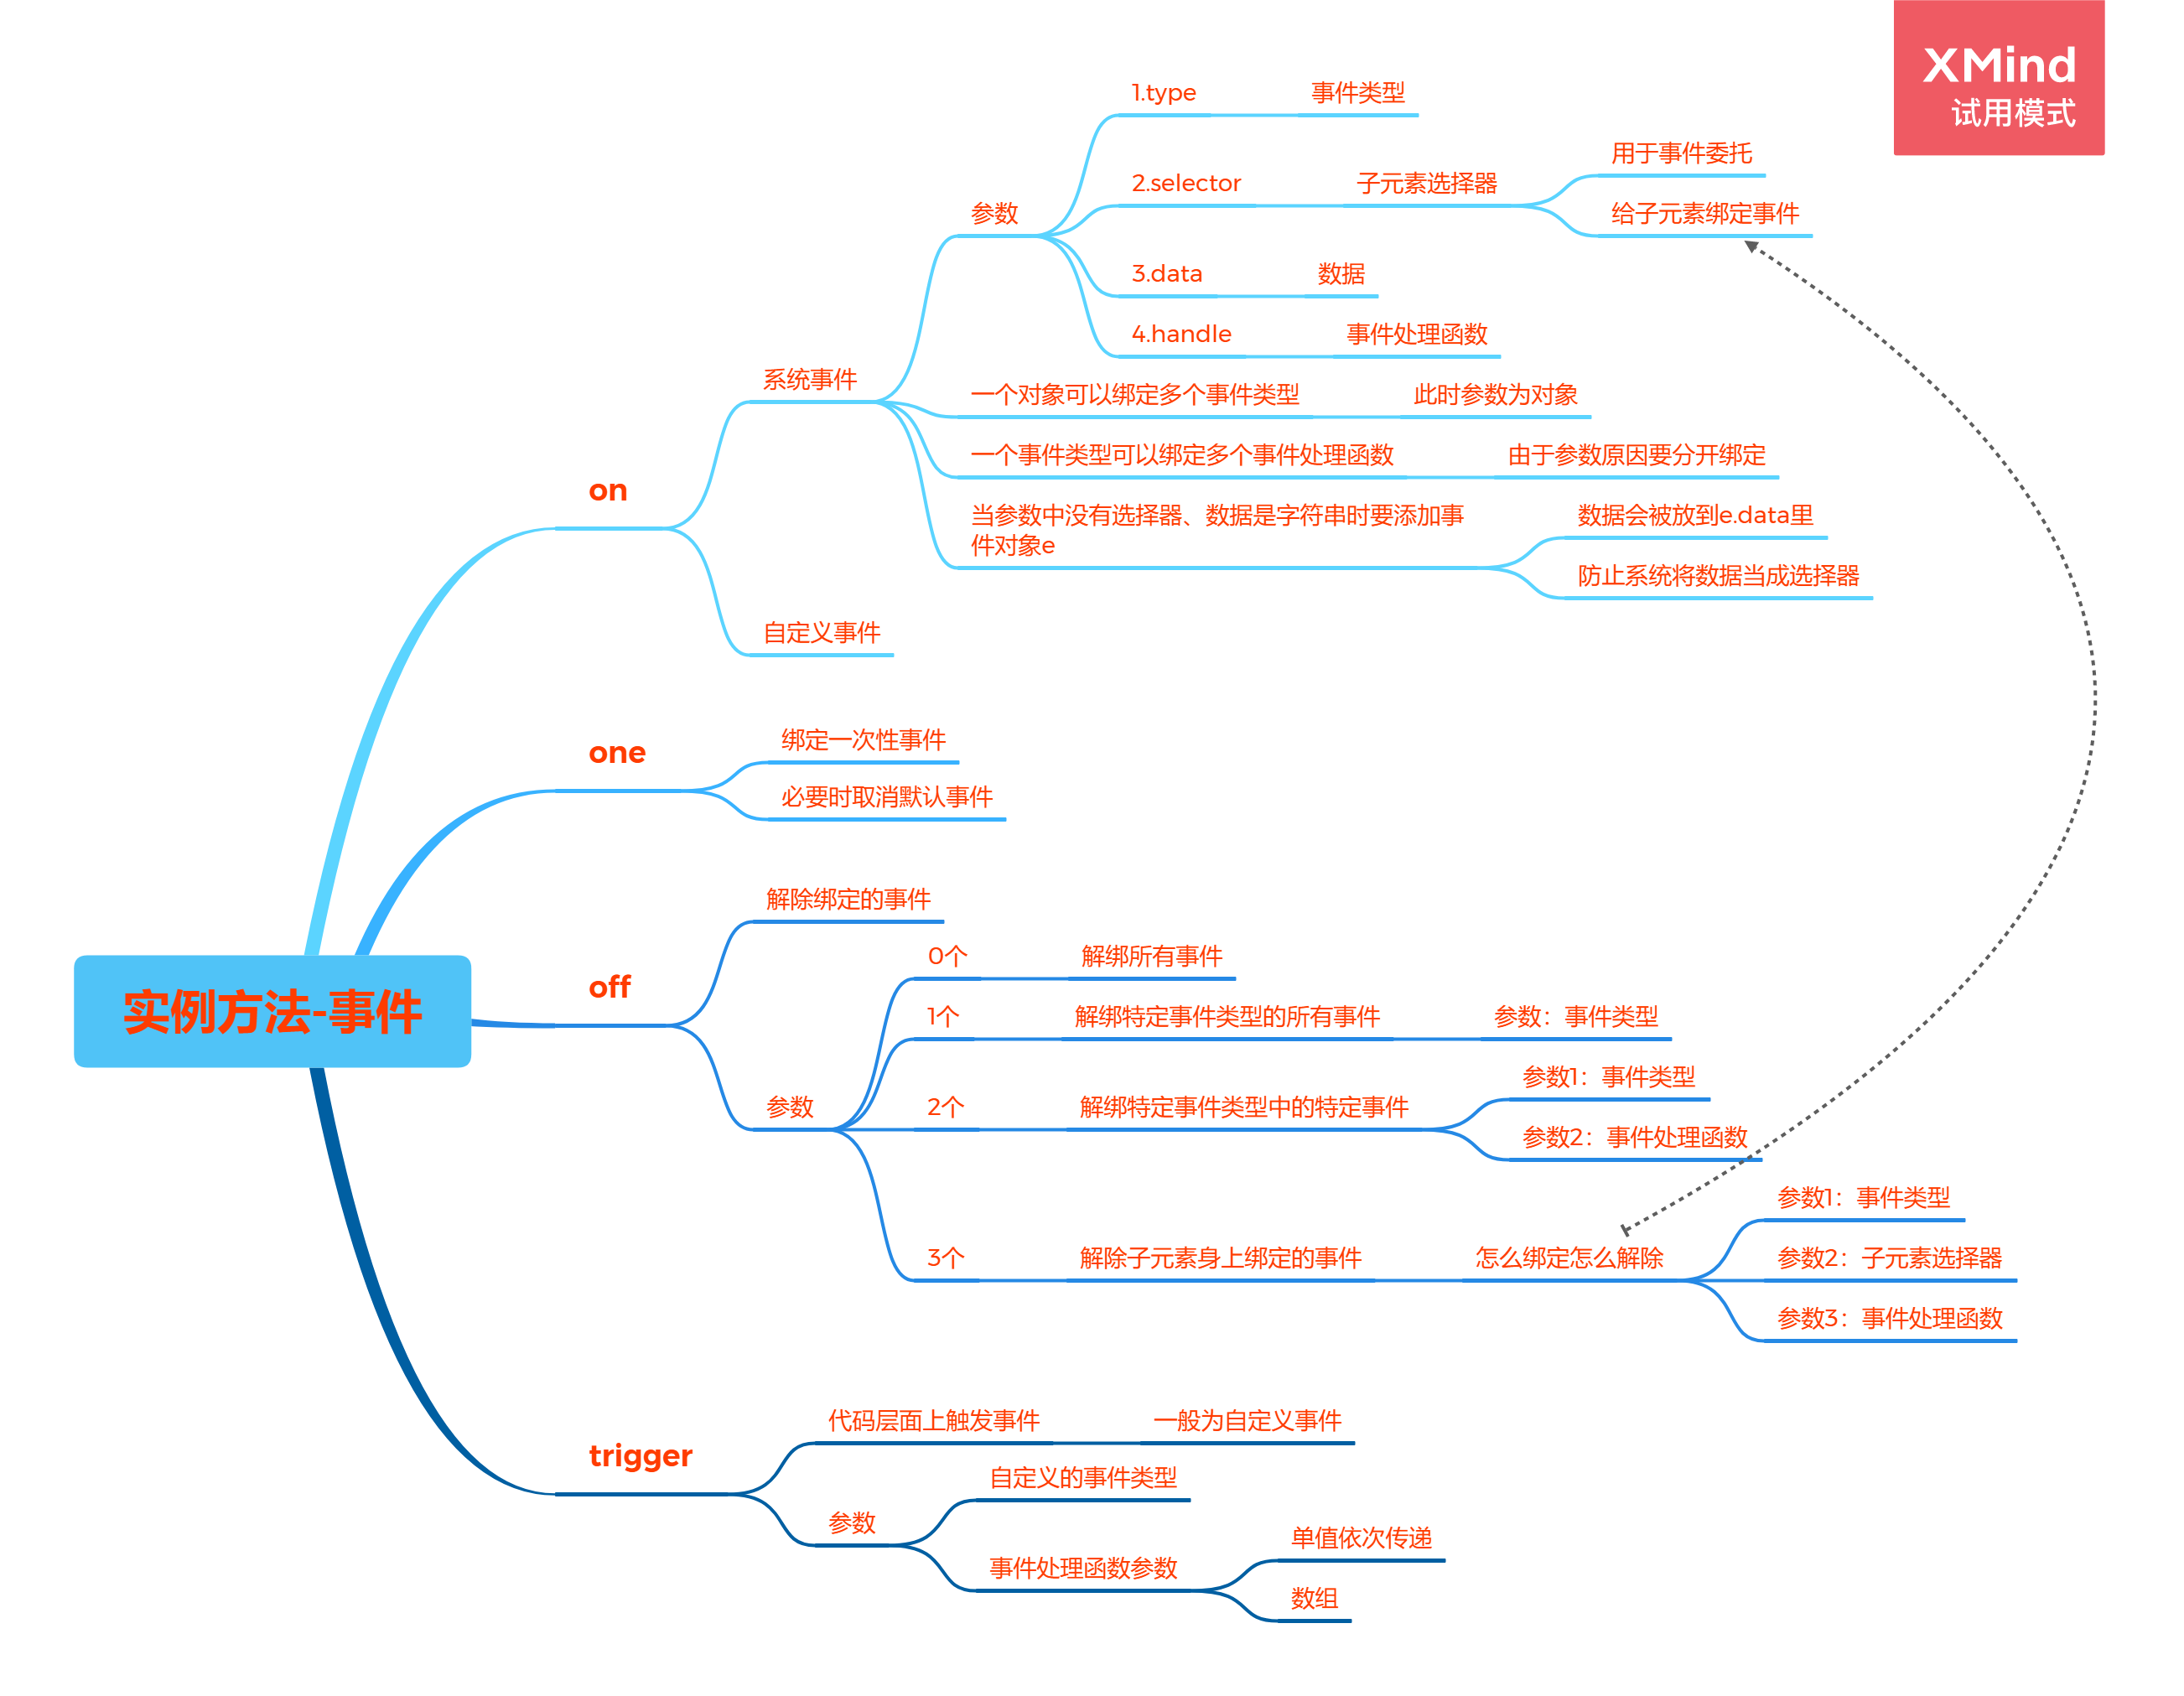 XMind
试用模式
实例方法-事件
on
系统事件
参数
1.type
事件类型
2.selector
子元素选择器
用于事件委托
给子元素绑定事件
3.data
数据
4.handle
事件处理函数
一个对象可以绑定多个事件类型
此时参数为对象
一个事件类型可以绑定多个事件处理函数
由于参数原因要分开绑定
当参数中没有选择器、数据是字符串时要添加事
件对象e
数据会被放到e.data里
防止系统将数据当成选择器
自定义事件
one
绑定一次性事件
必要时取消默认事件
off
解除绑定的事件
参数
0个
解绑所有事件
1个
解绑特定事件类型的所有事件
参数：事件类型
2个
解绑特定事件类型中的特定事件
参数1：事件类型
参数2：事件处理函数
3个
解除子元素身上绑定的事件
怎么绑定怎么解除
参数1：事件类型
参数2：子元素选择器
参数3：事件处理函数
trigger
代码层面上触发事件
一般为自定义事件
参数
自定义的事件类型
事件处理函数参数
单值依次传递
数组